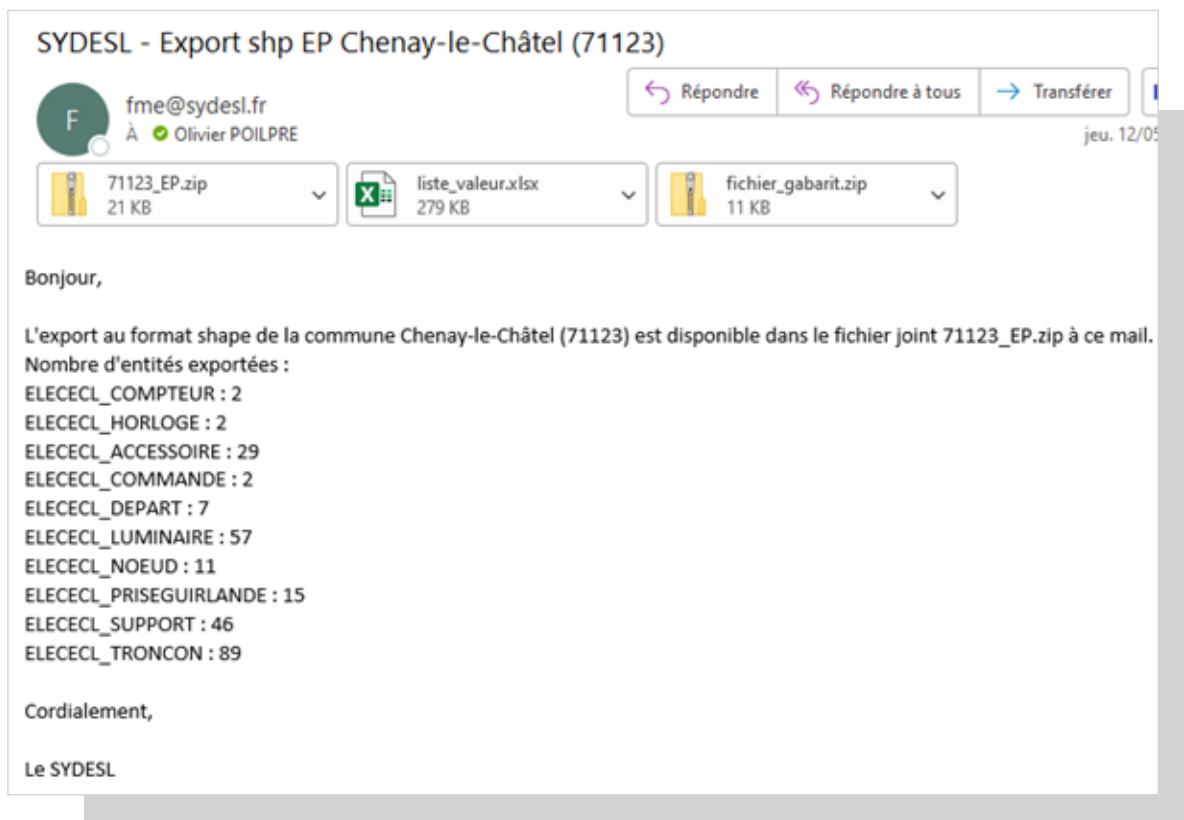 SYDESL - Export shp EP Chenay-le-Châtel (71123)
F
fme@sydesl.fr
À Olivier POILPRE
Répondre
Répondre à tous
Transférer
jeu. 12/05
71123_EP.zip
21 KB
liste_valeur.xlsx
279 KB
fichier_gabarit.zip
11 KB
Bonjour,
L'export au format shape de la commune Chenay-le-Châtel (71123) est disponible dans le fichier joint 71123_EP.zip à ce mail.
Nombre d'entités exportées :
ELECECL_COMPTEUR : 2
ELECECL_HORLOGE : 2
ELECECL_ACCESSOIRE : 29
ELECECL_COMMANDE : 2
ELECECL_DEPART : 7
ELECECL_LUMINAIRE : 57
ELECECL_NOEUD : 11
ELECECL_PRISEGUIRLANDE : 15
ELECECL_SUPPORT : 46
ELECECL_TRONCON : 89
Cordialement,
Le SYDESL